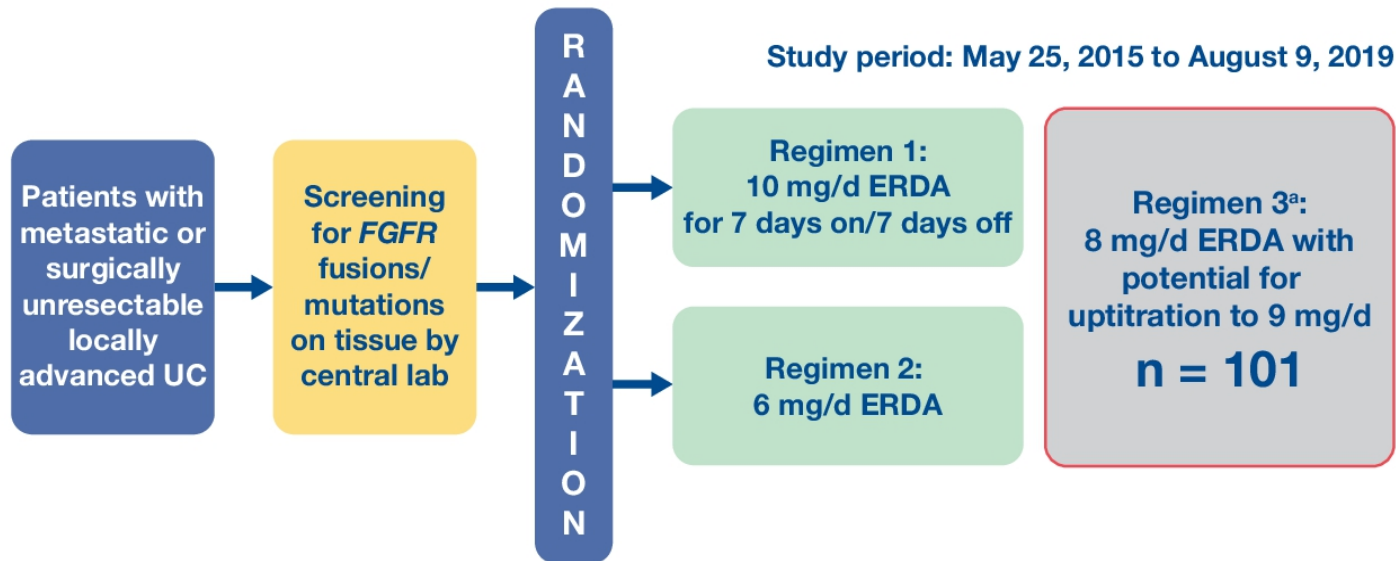 Study period: May 25, 2015 to August 9, 2019
Patients with
metastatic or
surgically
unresectable
locally
advanced UC
Screening
for FGFR
fusions/
mutations
on tissue by
central lab
R
A
N
D
O
M
I
Z
A
T
I
O
N
Regimen 1:
10 mg/d ERDA
for 7 days on/7 days off
Regimen 2:
6 mg/d ERDA
Regimen 3ᵃ:
8 mg/d ERDA with
potential for
uptitration to 9 mg/d
n = 101